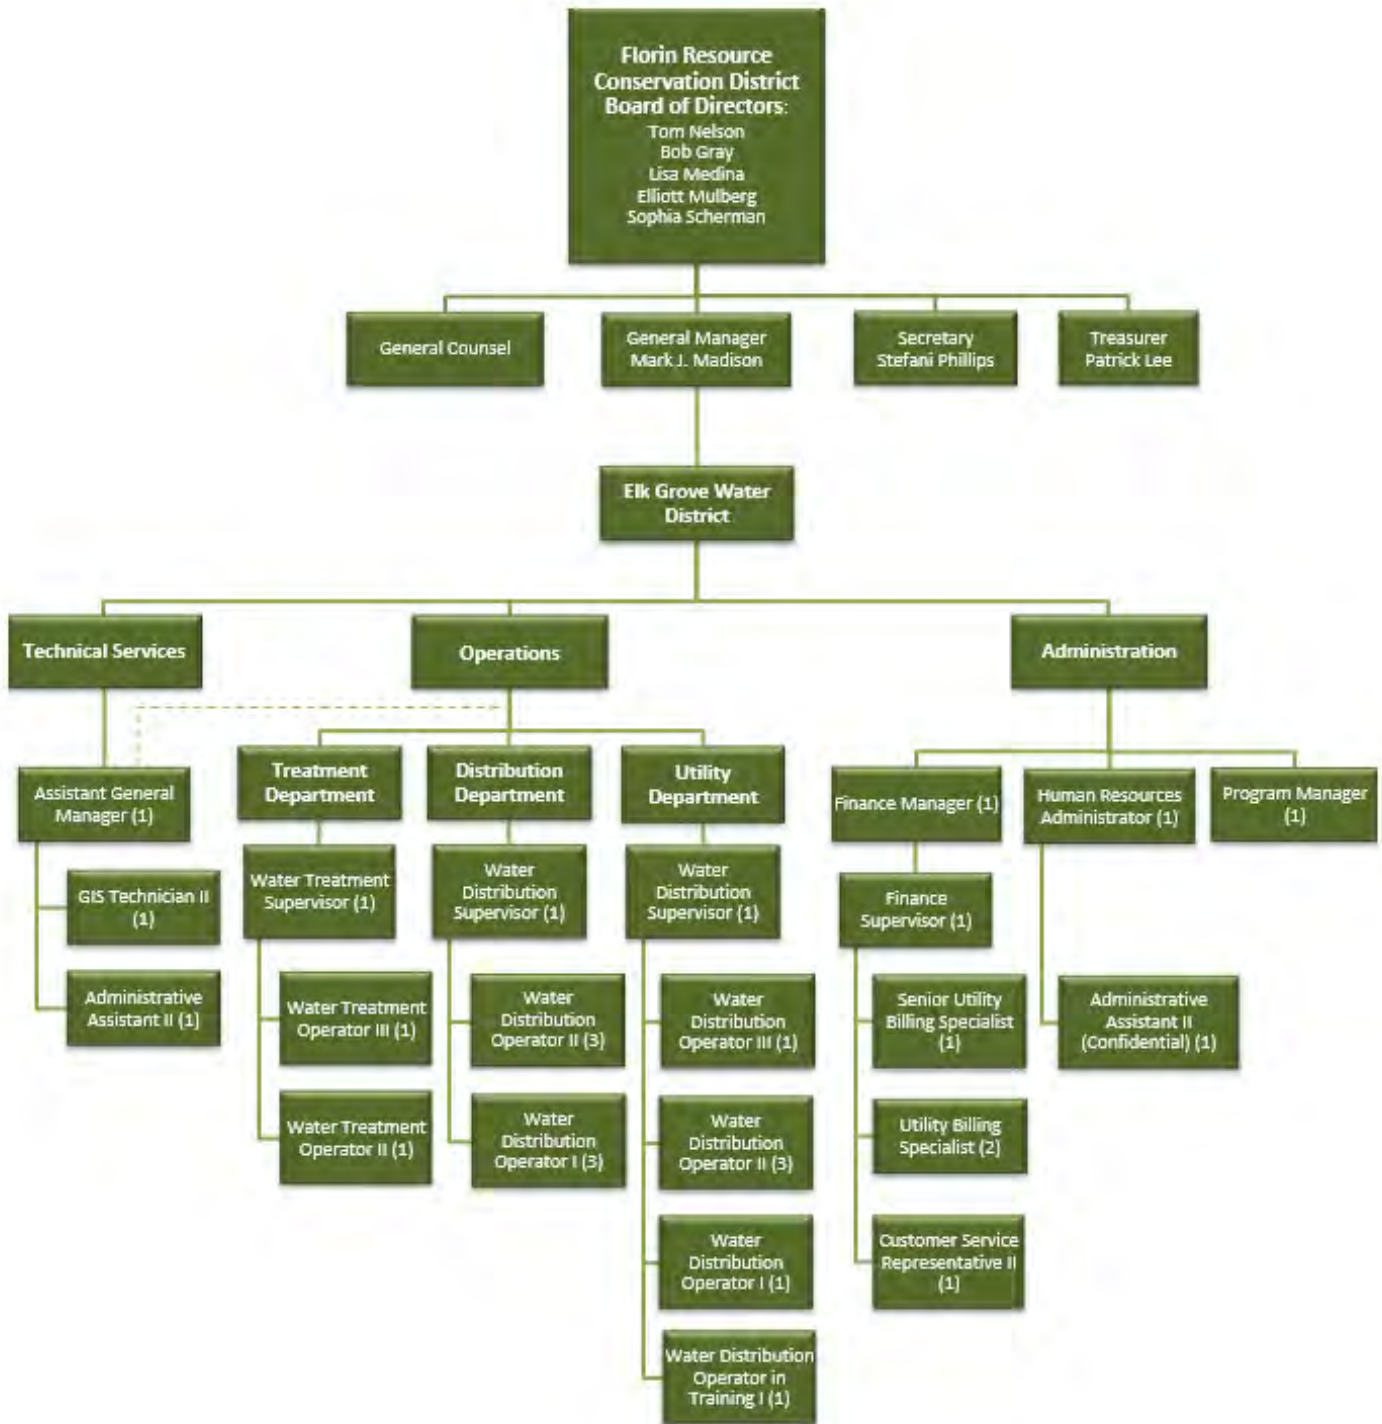 Florin Resource
Conservation District
Board of Directors:
Tom Nelson
Bob Gray
Lisa Medina
Elliott Mulberg
Sophia Scherman
General Counsel
General Manager
Mark J. Madison
Secretary
Stefani Phillips
Treasurer
Patrick Lee
Elk Grove Water
District
Technical Services
Operations
Administration
Assistant General
Manager (1)
GIS Technician II
(1)
Administrative
Assistant II (1)
Treatment
Department
Water Treatment
Supervisor (1)
Water Treatment
Operator III (1)
Water Treatment
Operator II (1)
Distribution
Department
Water
Distribution
Supervisor (1)
Water
Distribution
Operator II (3)
Water
Distribution
Operator I (3)
Utility
Department
Water
Distribution
Supervisor (1)
Water
Distribution
Operator III (1)
Water
Distribution
Operator II (3)
Water
Distribution
Operator I (1)
Water Distribution
Operator in
Training I (1)
Finance Manager (1)
Finance
Supervisor (1)
Senior Utility
Billing Specialist
(1)
Utility Billing
Specialist (2)
Customer Service
Representative II
(1)
Human Resources
Administrator (1)
Administrative
Assistant II
(Confidential) (1)
Program Manager
(1)